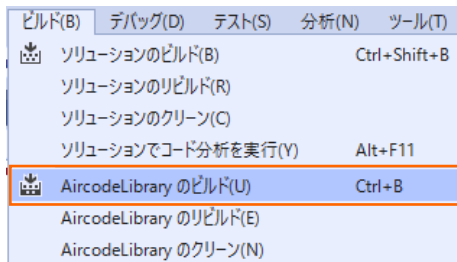 ビルド(B) デバッグ(D) テスト(S) 分析(N) ツール(T)
ソリューションのビルド(B) Ctrl+Shift+B
ソリューションのリビルド(R)
ソリューションのクリーン(C)
ソリューションでコード分析を実行(Y) Alt+F11
AircodeLibrary のビルド(U) Ctrl+B
AircodeLibrary のリビルド(E)
AircodeLibrary のクリーン(N)